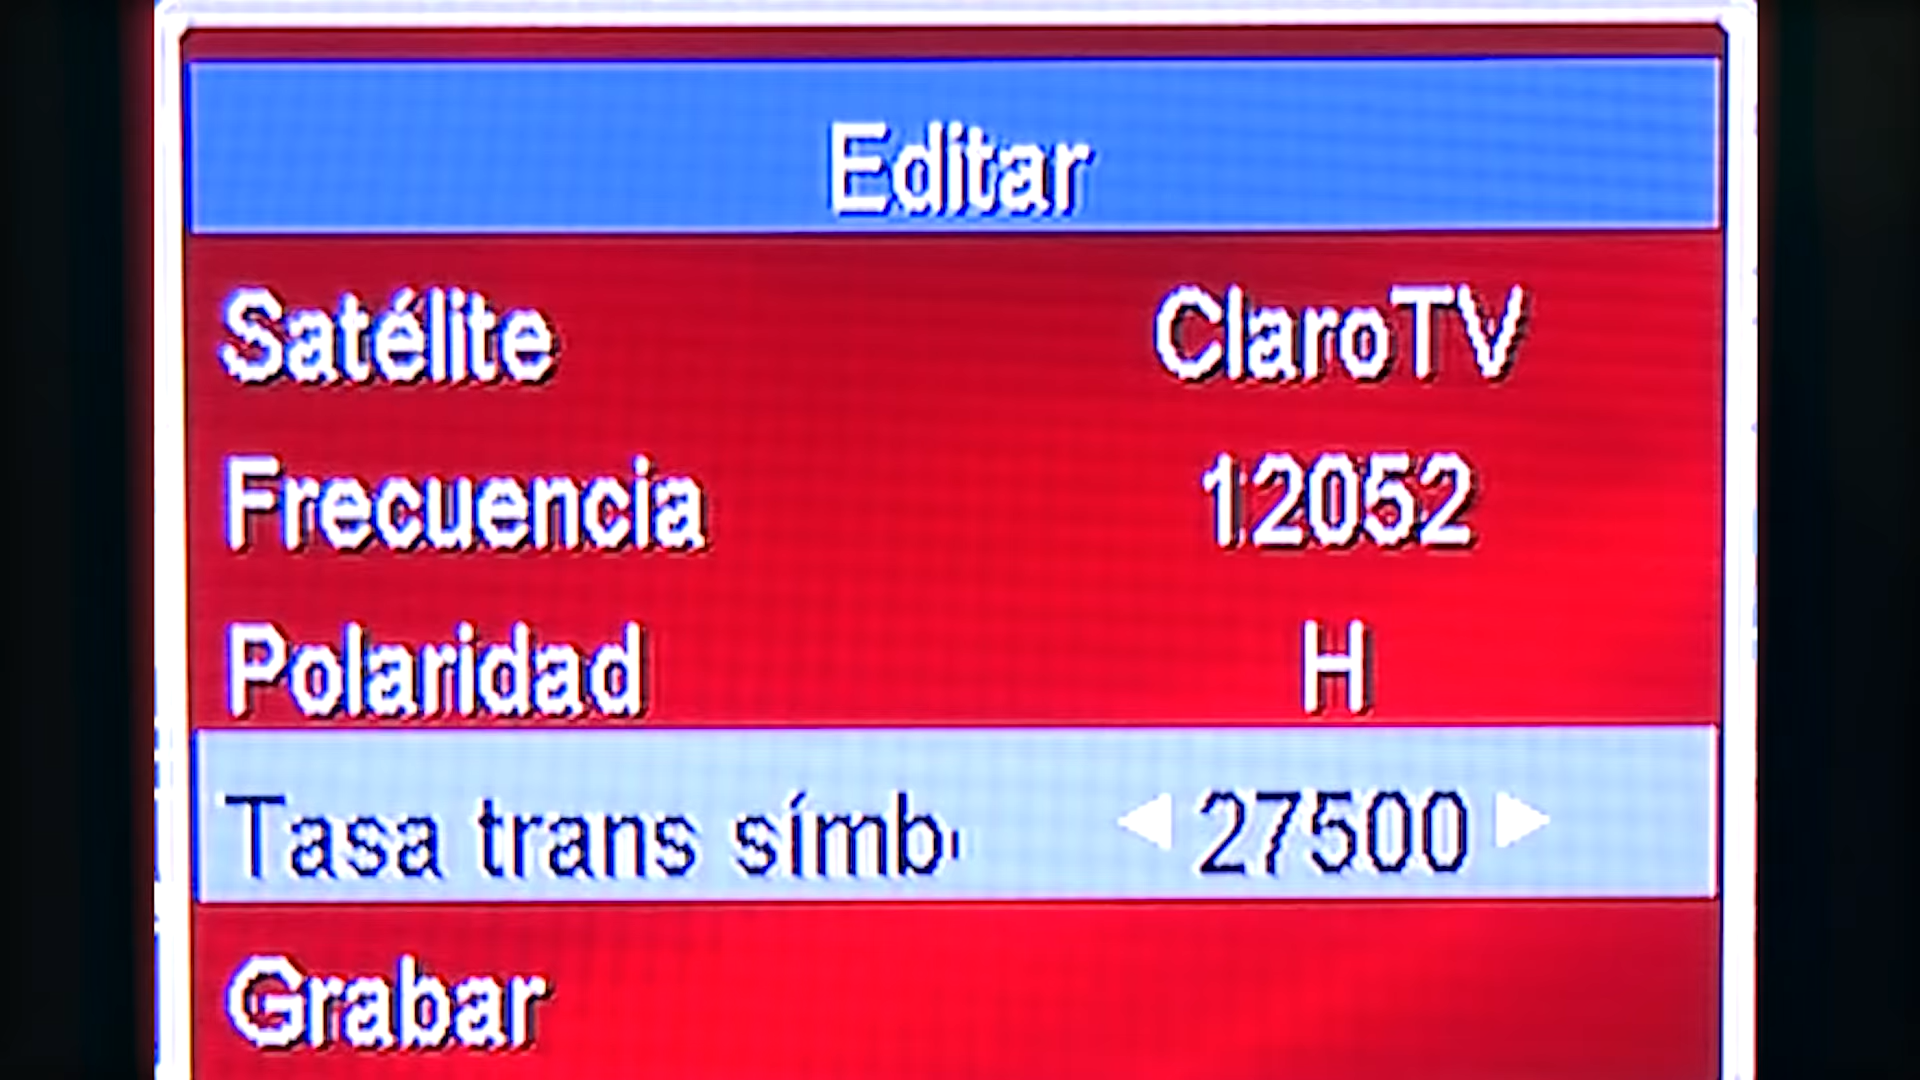 Editar
Satélite ClaroTV
Frecuencia 12052
Polaridad H
Tasa trans símb 27500
Grabar